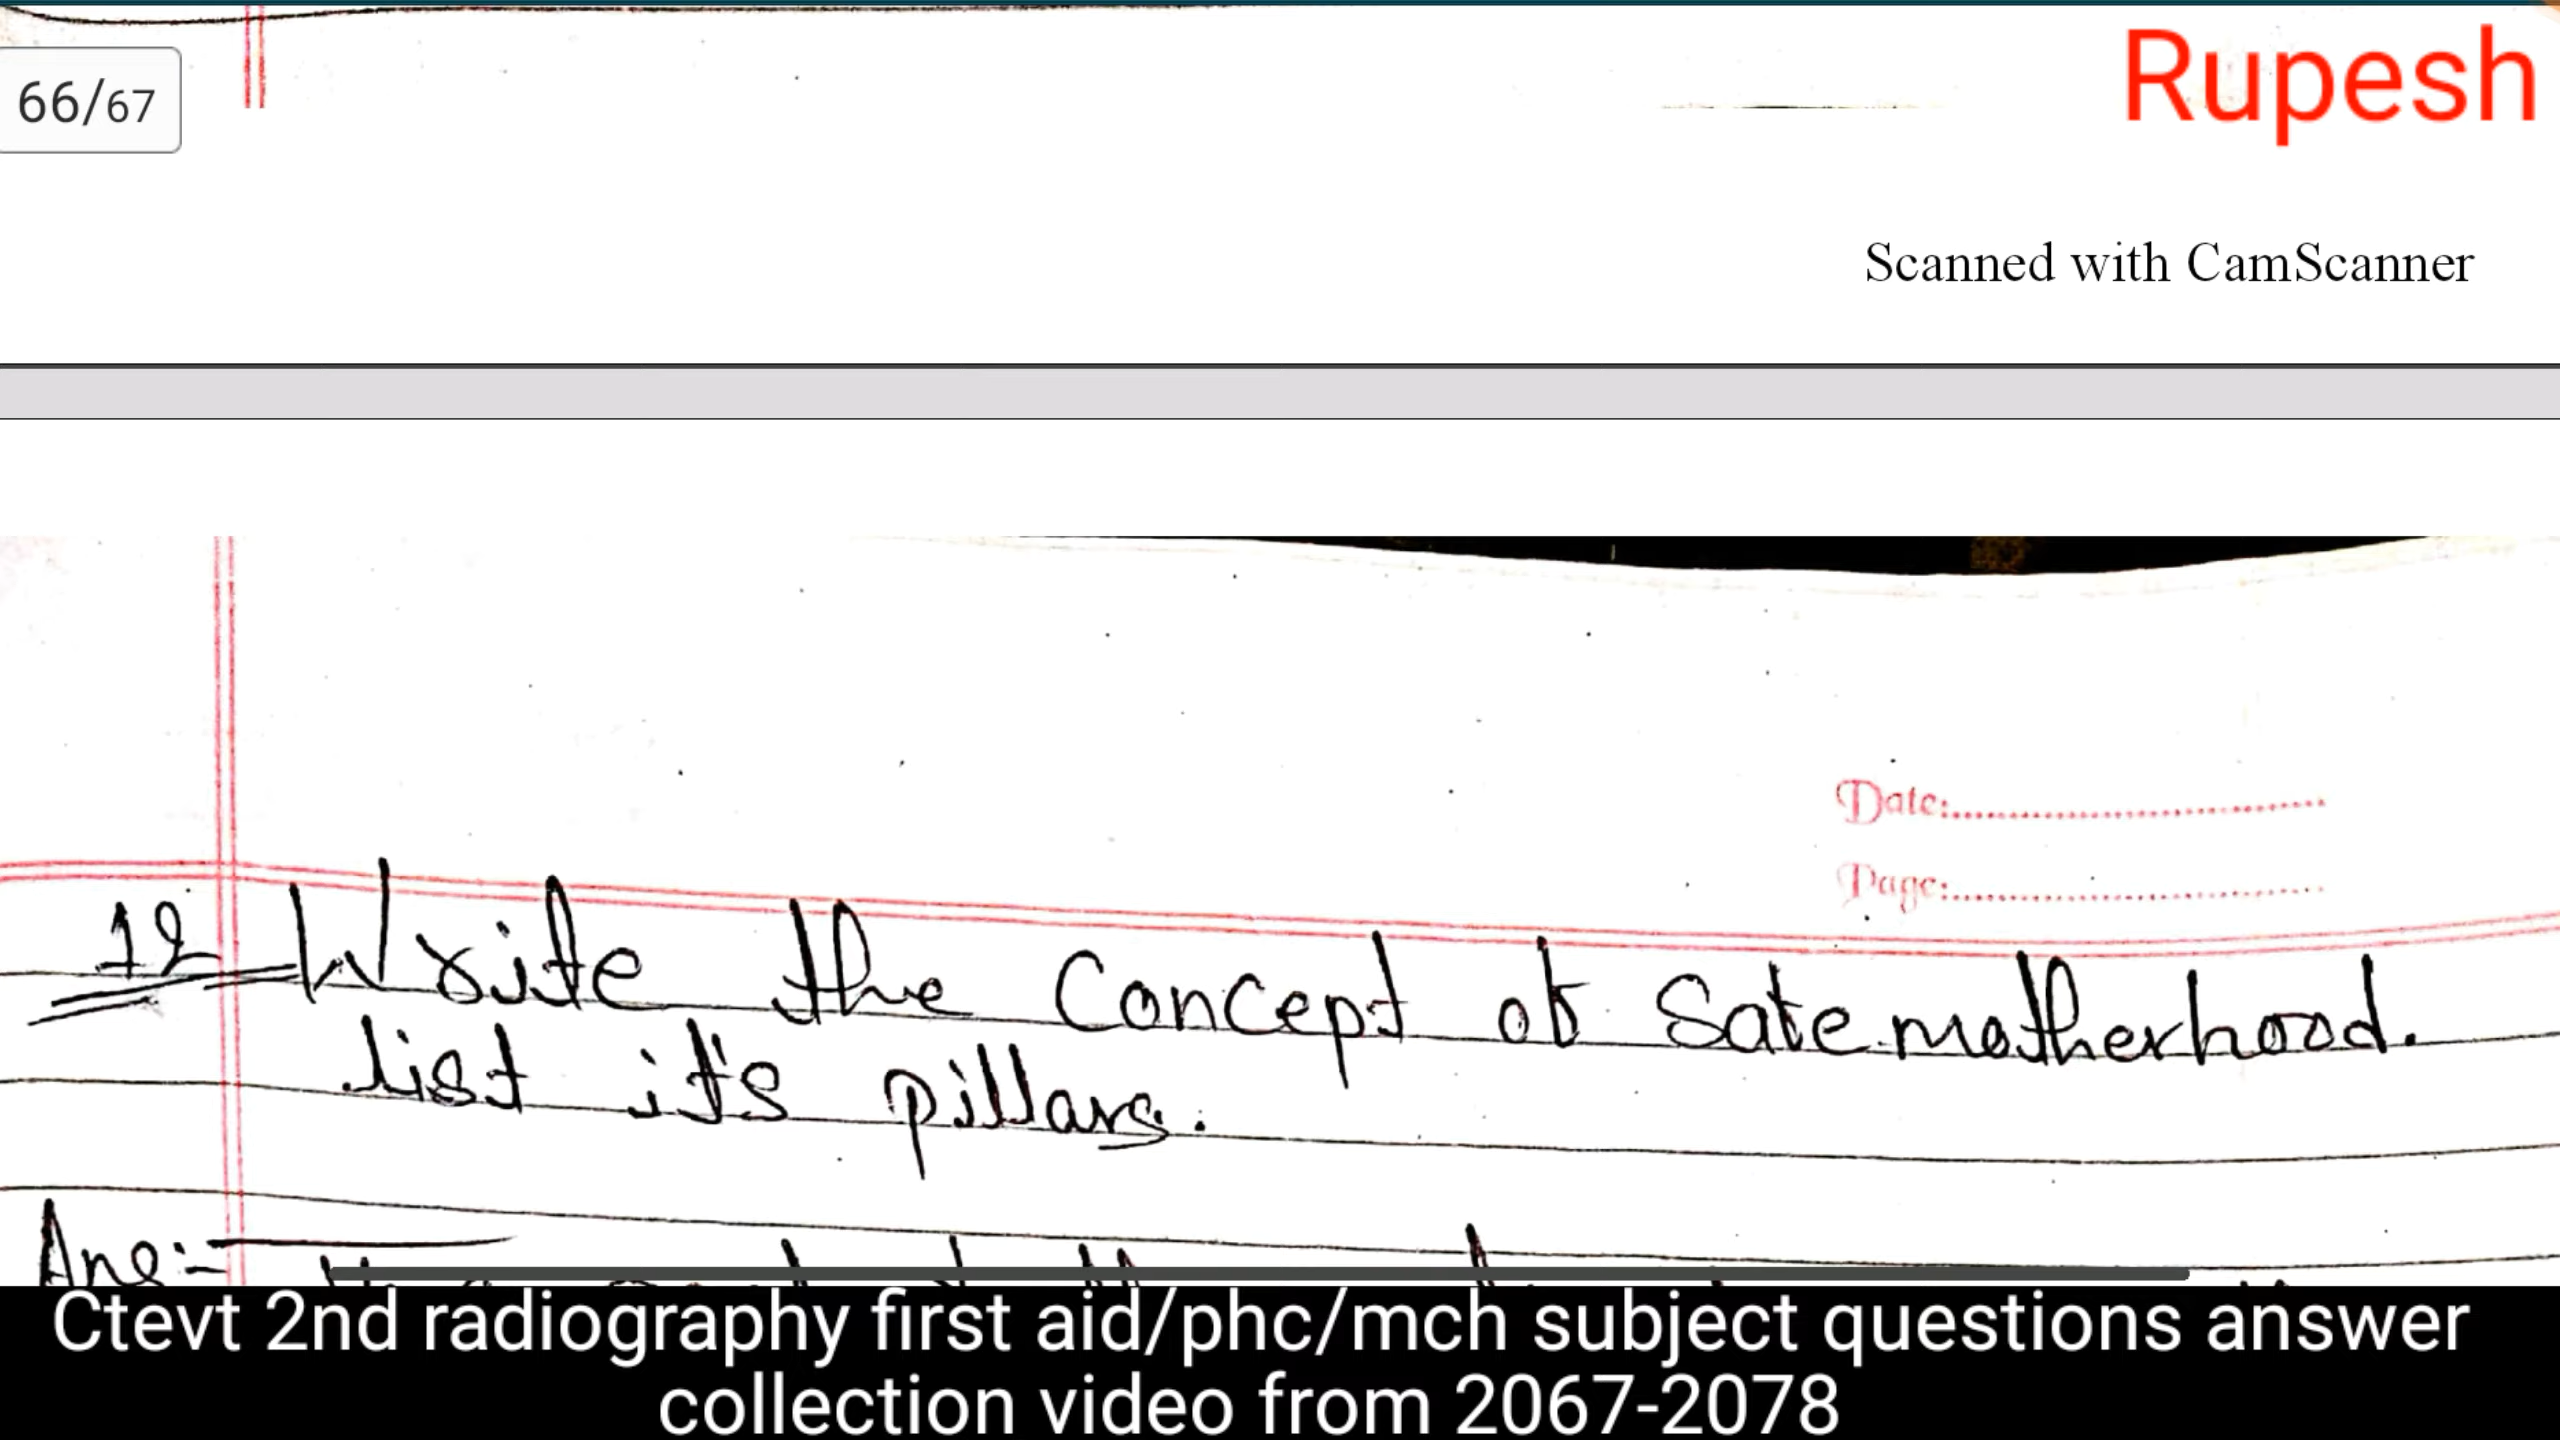 66/67
Rupesh
Scanned with CamScanner
Date:
Page:
12 Write the Concept of Safe motherhood.
list it's pillars.
Ans:-
Ctevt 2nd radiography first aid/phc/mch subject questions answer
collection video from 2067-2078